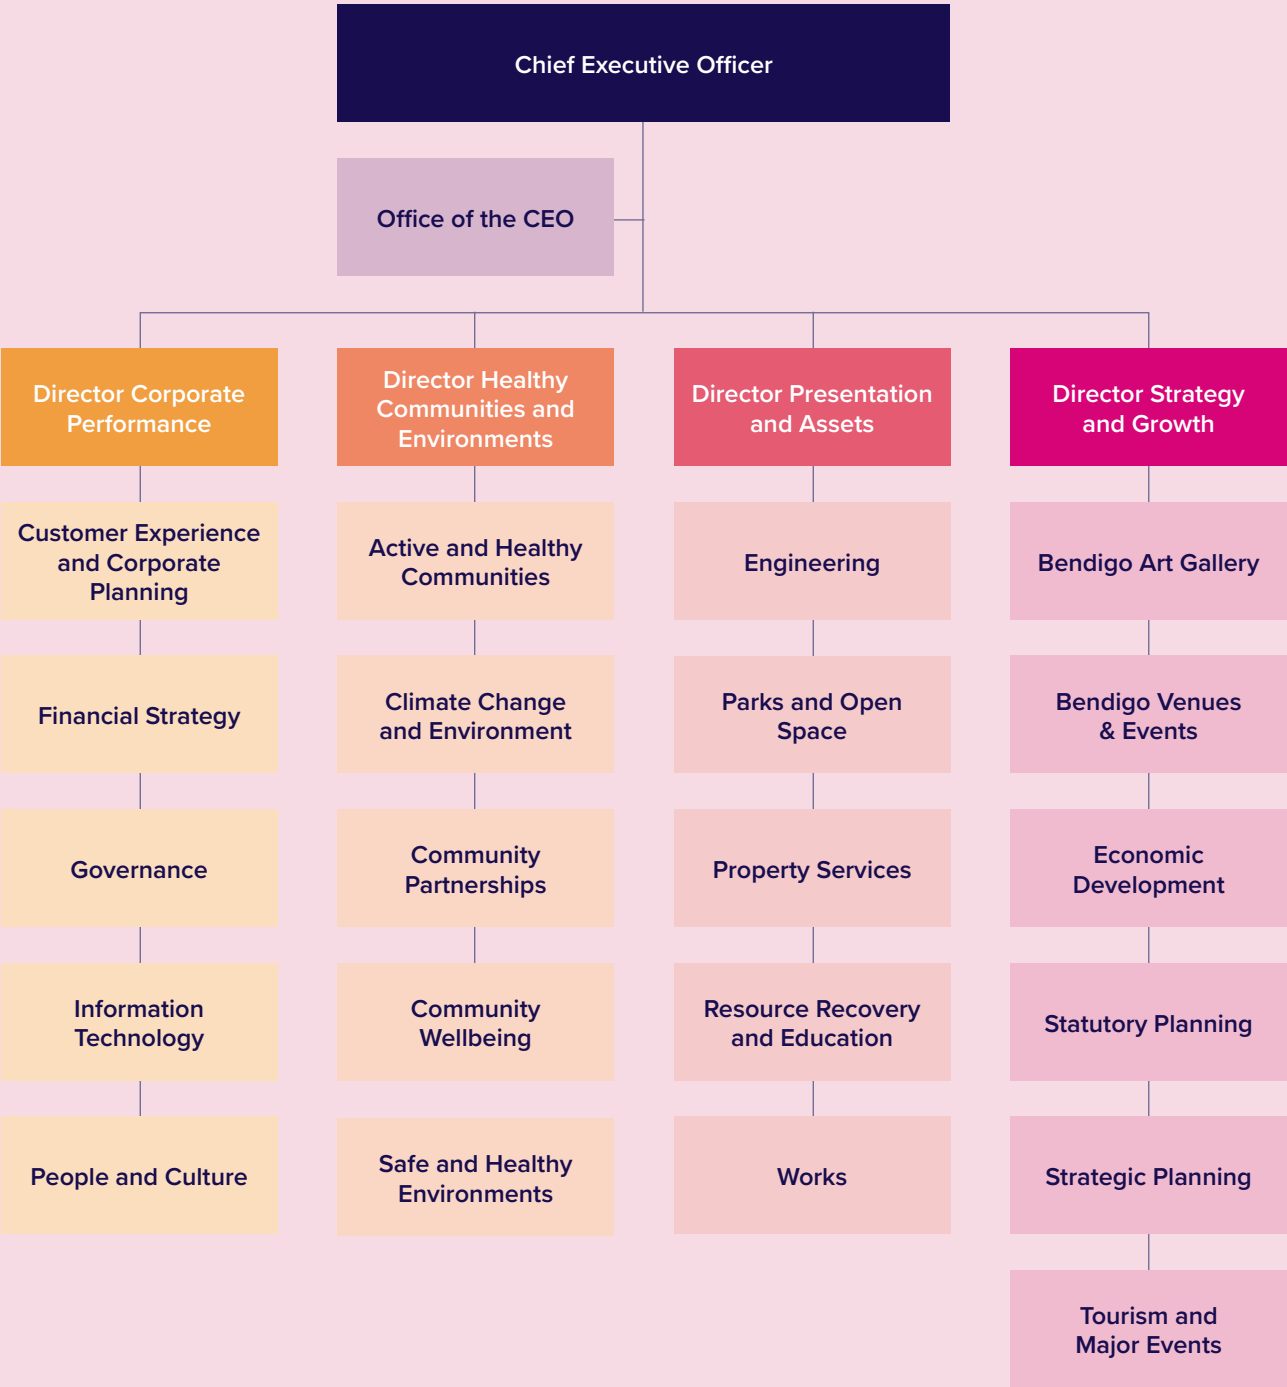 Chief Executive Officer
Office of the CEO
Director Corporate
Performance
Customer Experience
and Corporate
Planning
Financial Strategy
Governance
Information
Technology
People and Culture
Director Healthy
Communities and
Environments
Active and Healthy
Communities
Climate Change
and Environment
Community
Partnerships
Community
Wellbeing
Safe and Healthy
Environments
Director Presentation
and Assets
Engineering
Parks and Open
Space
Property Services
Resource Recovery
and Education
Works
Director Strategy
and Growth
Bendigo Art Gallery
Bendigo Venues
& Events
Economic
Development
Statutory Planning
Strategic Planning
Tourism and
Major Events